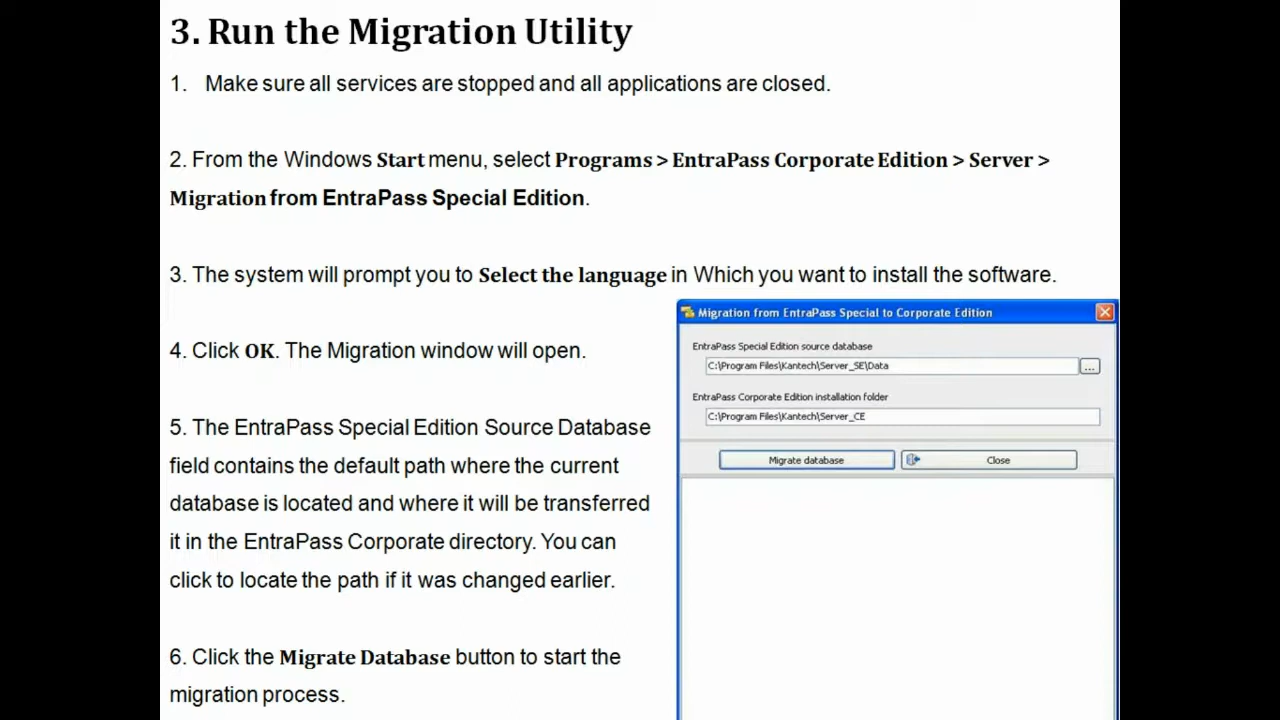 3. Run the Migration Utility
1. Make sure all services are stopped and all applications are closed.
2. From the Windows Start menu, select Programs > EntraPass Corporate Edition > Server >
Migration from EntraPass Special Edition.
3. The system will prompt you to Select the language in Which you want to install the software.
4. Click OK. The Migration window will open.
5. The EntraPass Special Edition Source Database
field contains the default path where the current
database is located and where it will be transferred
it in the EntraPass Corporate directory. You can
click to locate the path if it was changed earlier.
6. Click the Migrate Database button to start the
migration process.
Migration from EntraPass Special to Corporate Edition
EntraPass Special Edition source database
C:\Program Files\Kantech\Server_SE\Data
...
EntraPass Corporate Edition installation folder
C:\Program Files\Kantech\Server_CE
Migrate database
Close